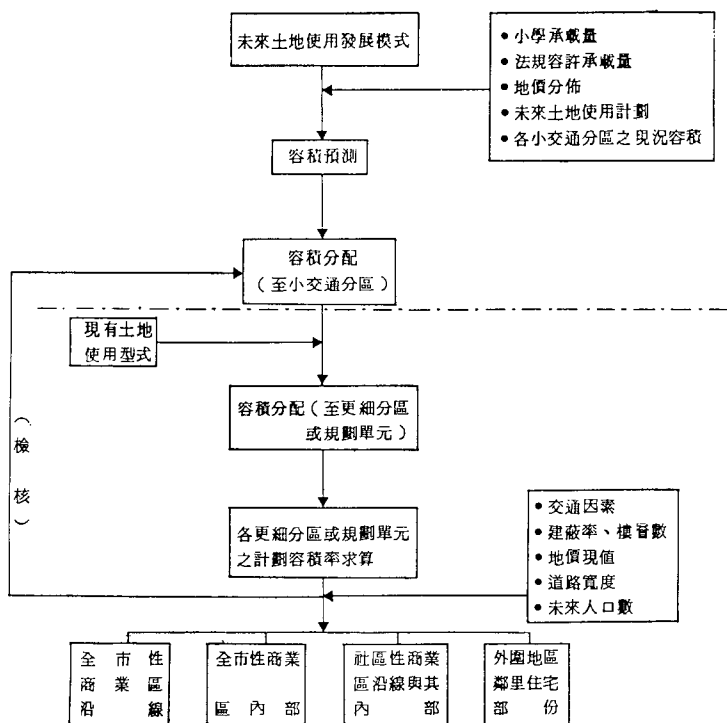 未來土地使用發展模式
• 小學承載量
• 法規容許承載量
• 地價分佈
• 未來土地使用計劃
• 各小交通分區之現況容積
容積預測
容積分配
(至小交通分區)
現有土地
使用型式
容積分配(至更細分區
或規劃單元)
(檢核)
各更細分區或規劃單元
之計劃容積率求算
• 交通因素
• 建蔽率、樓層數
• 地價現值
• 道路寬度
• 未來人口數
全市性
商業區
沿線
全市性商業
區內部
社區性商業
區沿線與其
內部
外圍地區
鄰里住宅
部份